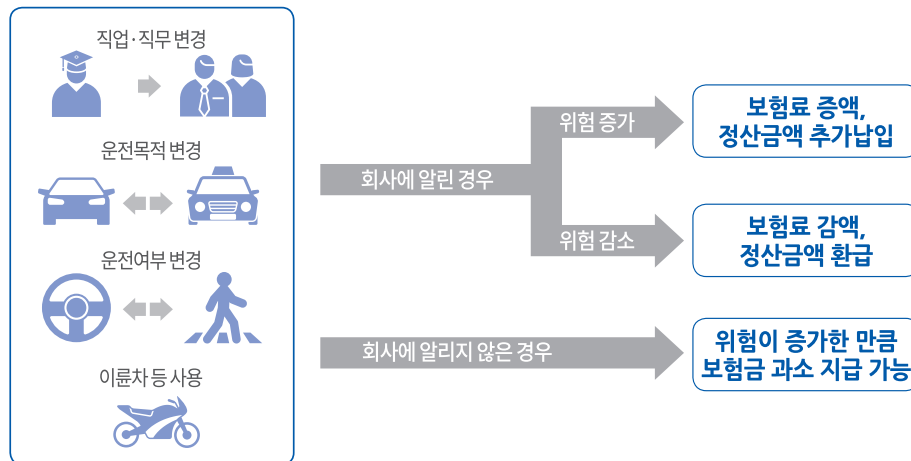 직업·직무 변경
운전목적 변경
운전여부 변경
이륜차 등 사용
회사에 알린 경우
위험 증가
위험 감소
회사에 알리지 않은 경우
보험료 증액,
정산금액 추가납입
보험료 감액,
정산금액 환급
위험이 증가한 만큼
보험금 과소 지급 가능